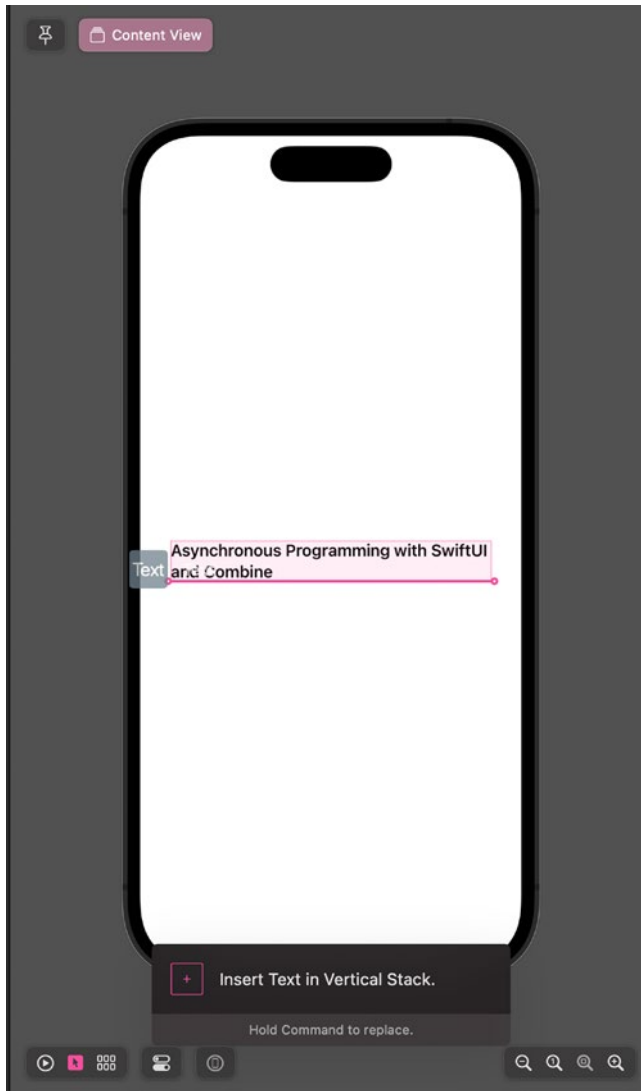 Content View
Asynchronous Programming with SwiftUI
Text and Combine
Insert Text in Vertical Stack.
Hold Command to replace.